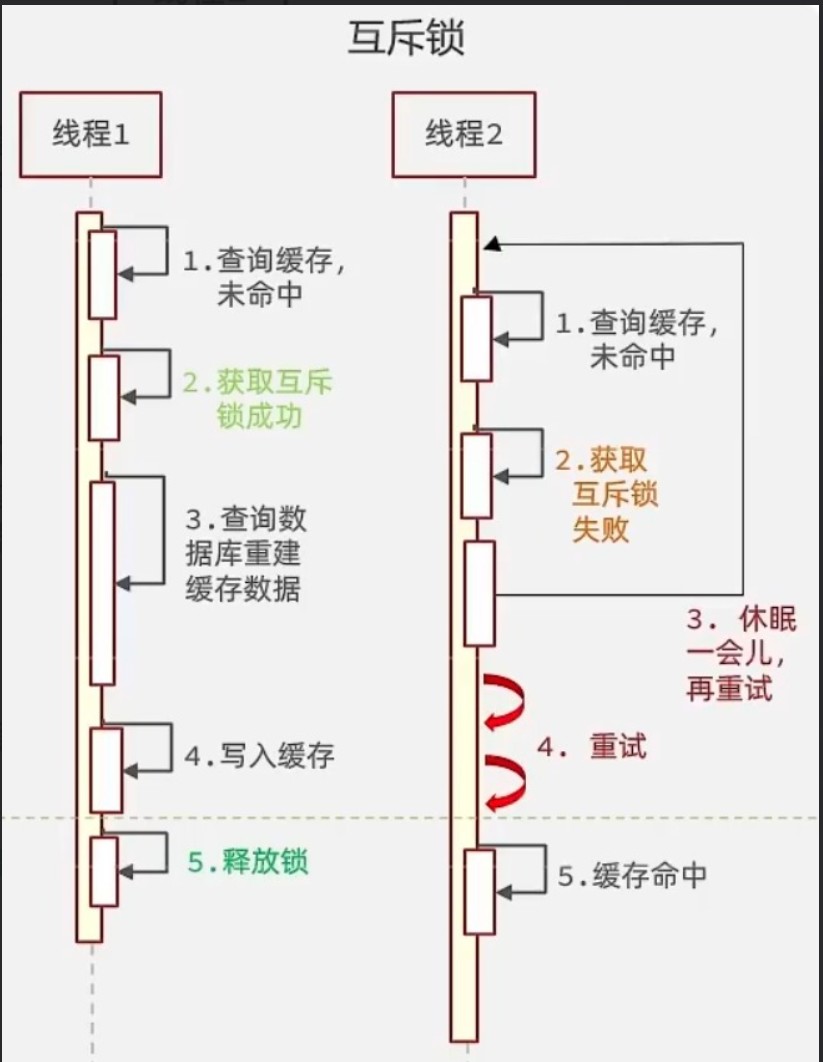 互斥锁
线程1
线程2
1.查询缓存,
未命中
2.获取互斥
锁成功
3.查询数
据库重建
缓存数据
4.写入缓存
5.释放锁
1.查询缓存,
未命中
2.获取
互斥锁
失败
3. 休眠
一会儿,
再重试
4. 重试
5.缓存命中